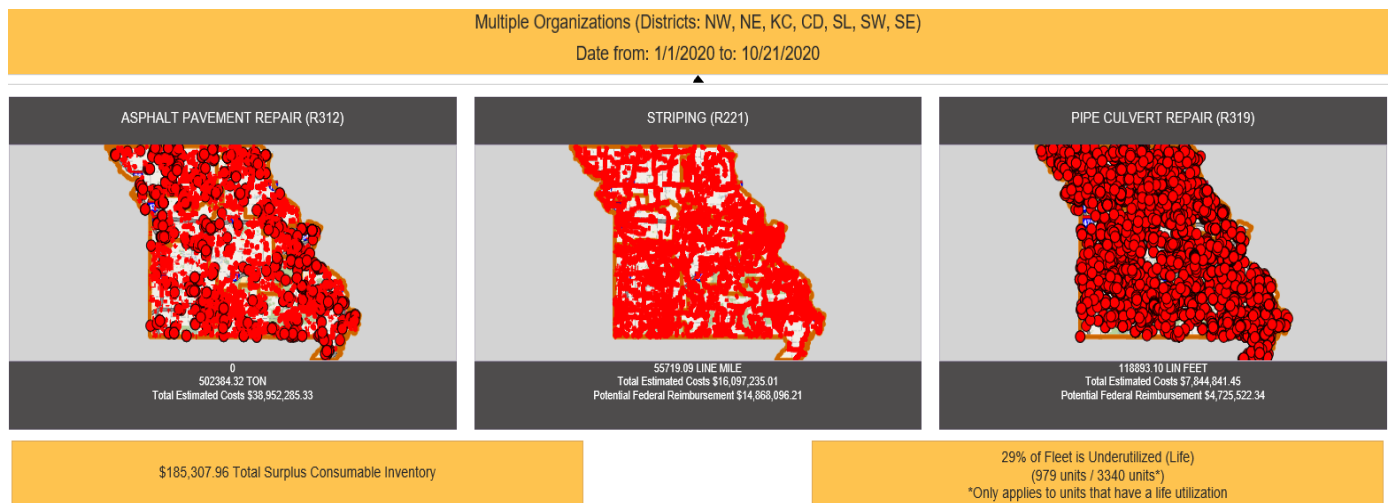 Multiple Organizations (Districts: NW, NE, KC, CD, SL, SW, SE)
Date from: 1/1/2020 to: 10/21/2020
ASPHALT PAVEMENT REPAIR (R312)
0
502384.32 TON
Total Estimated Costs $38,952,285.33
STRIPING (R221)
55719.09 LINE MILE
Total Estimated Costs $16,097,235.01
Potential Federal Reimbursement $14,868,096.21
PIPE CULVERT REPAIR (R319)
118893.10 LIN FEET
Total Estimated Costs $7,844,841.45
Potential Federal Reimbursement $4,725,522.34
$185,307.96 Total Surplus Consumable Inventory
29% of Fleet is Underutilized (Life)
(979 units / 3340 units*)
*Only applies to units that have a life utilization